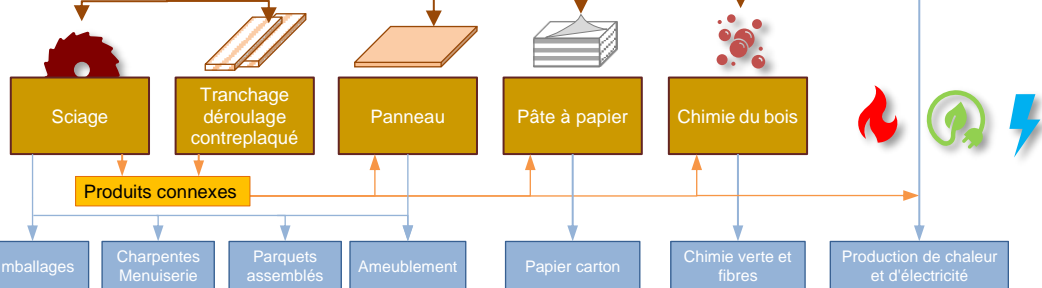 Sciage
Tranchage
déroulage
contreplaqué
Panneau
Pâte à papier
Chimie du bois
Produits connexes
mballages
Charpentes
Menuiserie
Parquets
assemblés
Ameublement
Papier carton
Chimie verte et
fibres
Production de chaleur
et d'électricité